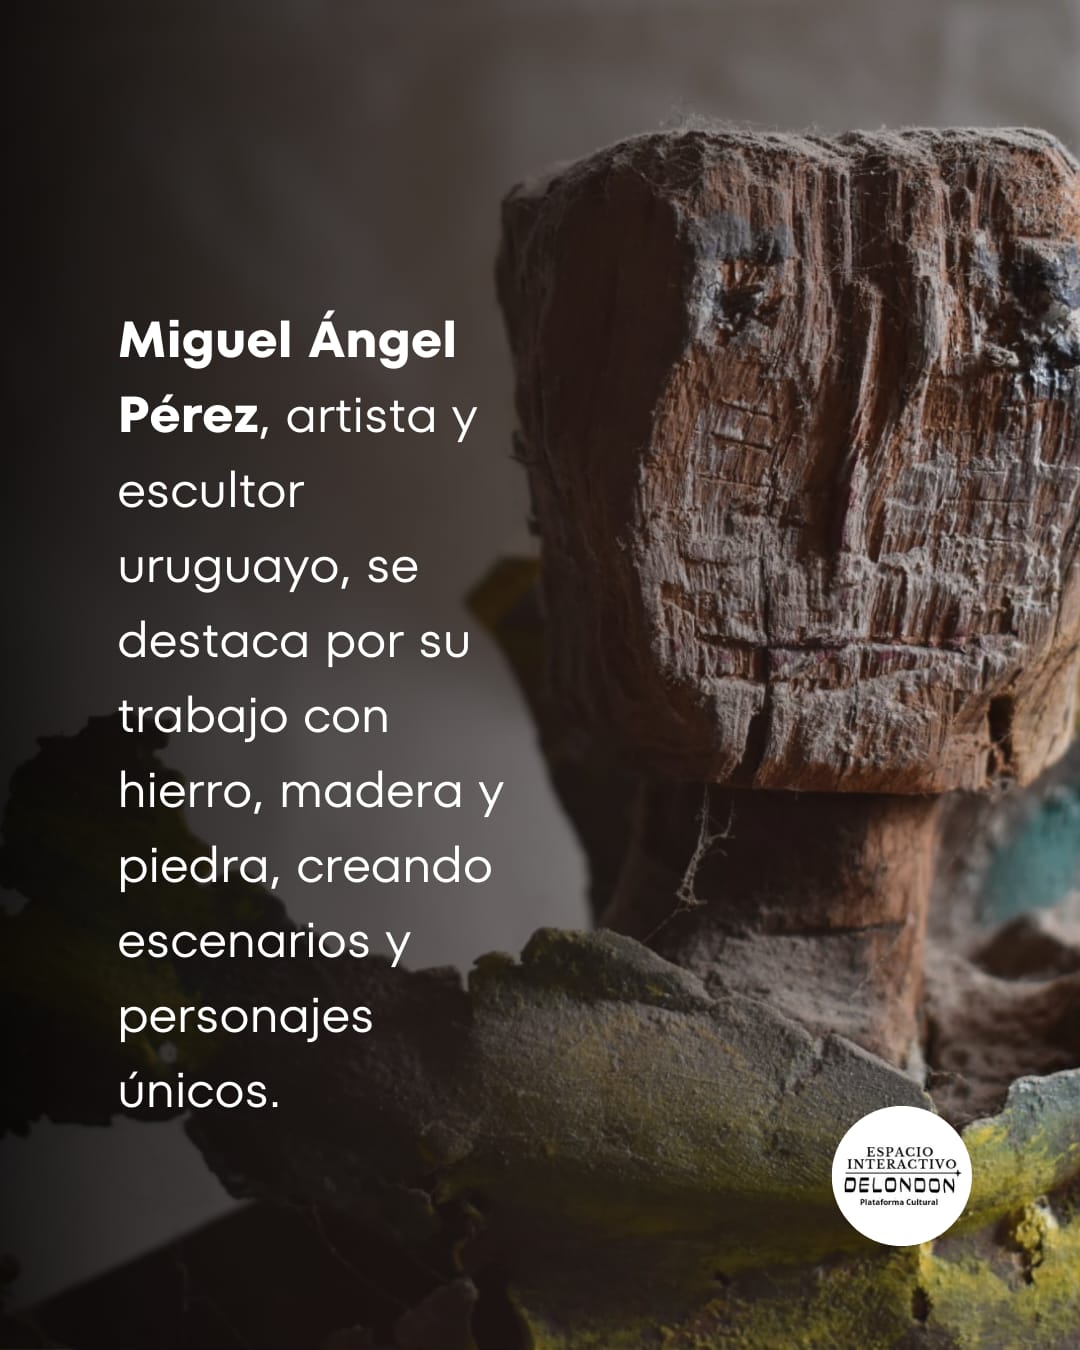 Miguel Ángel
Pérez, artista y
escultor
uruguayo, se
destaca por su
trabajo con
hierro, madera y
piedra, creando
escenarios y
personajes
únicos.
ESPACIO
INTERACTIVO
DELONDON
Plataforma Cultural